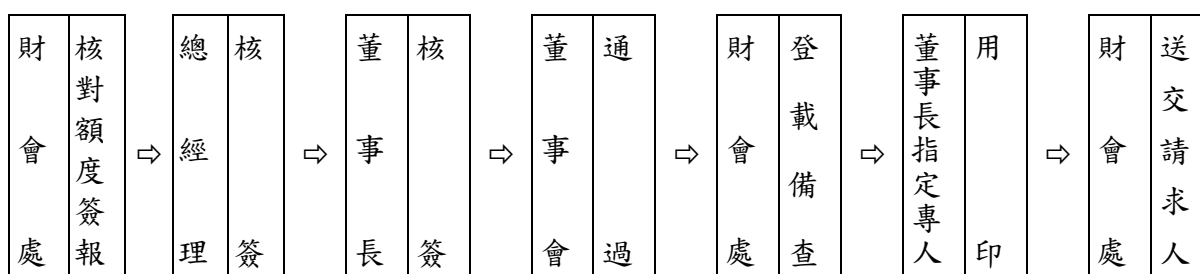 財會處
核對額度簽報
⇨
總經理
核簽
⇨
董事長
核簽
⇨
董事會
通過
⇨
財會處
登載備查
⇨
董事長指定專人
用印
⇨
財會處
送交請求人